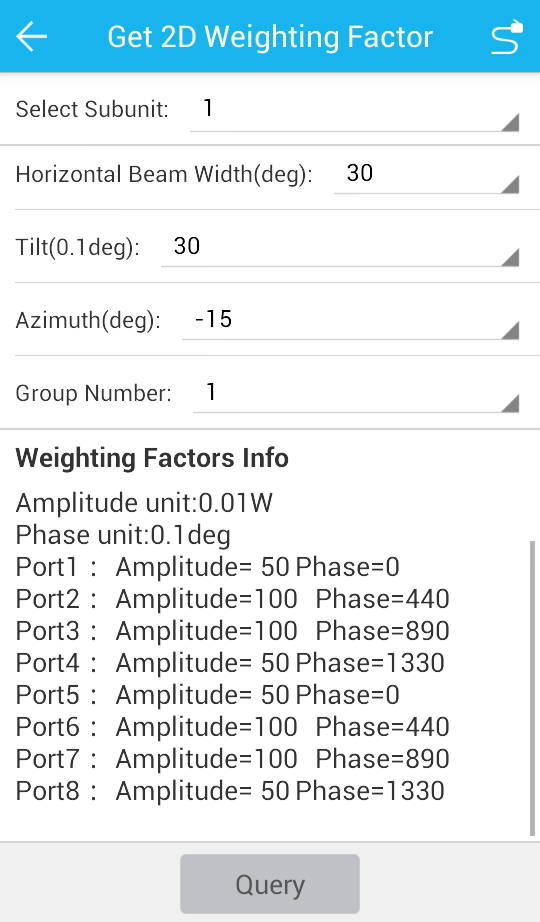 Get 2D Weighting Factor
Select Subunit: 1
Horizontal Beam Width(deg): 30
Tilt(0.1deg): 30
Azimuth(deg): -15
Group Number: 1
Weighting Factors Info
Amplitude unit:0.01W
Phase unit:0.1deg
Port1 : Amplitude= 50 Phase=0
Port2 : Amplitude=100 Phase=440
Port3 : Amplitude=100 Phase=890
Port4 : Amplitude= 50 Phase=1330
Port5 : Amplitude= 50 Phase=0
Port6 : Amplitude=100 Phase=440
Port7 : Amplitude=100 Phase=890
Port8 : Amplitude= 50 Phase=1330
Query